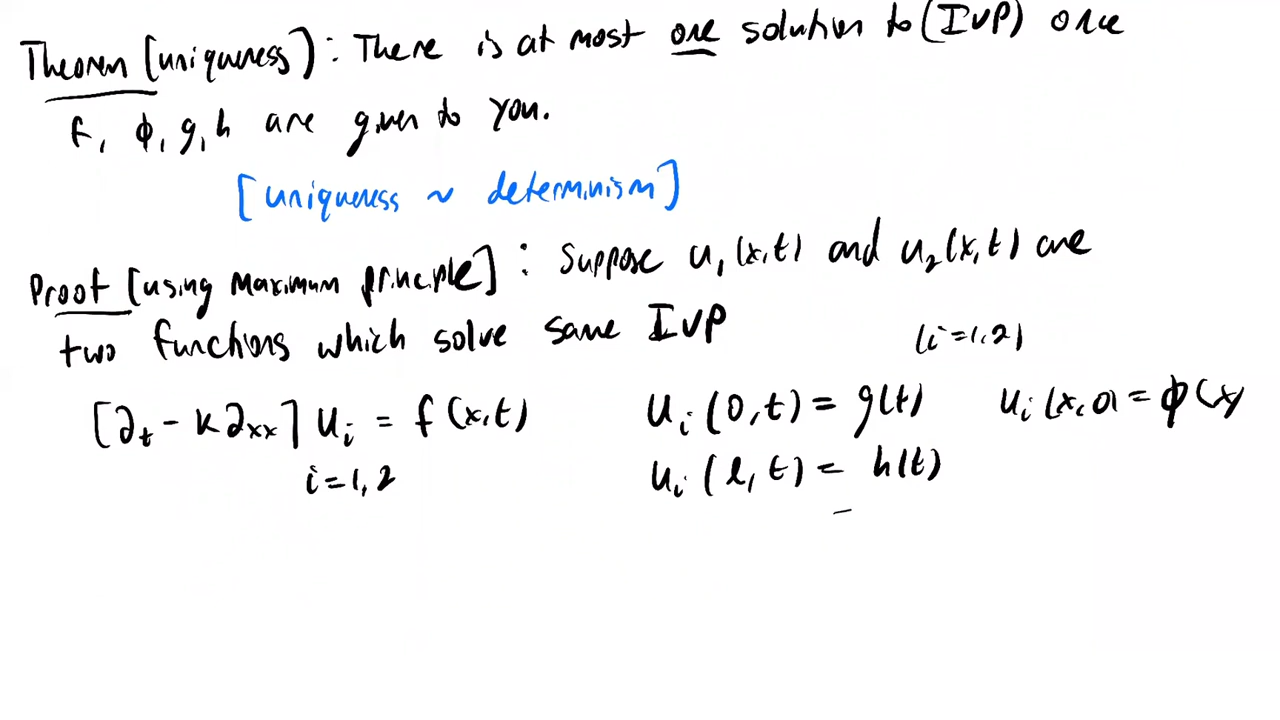 Theorem [uniqueness]: There is at most one solution to (IVP) once
f, φ, g, h are given to you.
[uniqueness ~ determinism]
Proof [using Maximum principle]: Suppose u₁(x,t) and u₂(x,t) are
two functions which solve same IVP
(i=1,2)
[∂ₜ - k∂ₓₓ] uᵢ = f(x,t) uᵢ(0,t) = g(t) uᵢ(x,0) = φ(x)
i=1,2 uᵢ(l,t) = h(t)